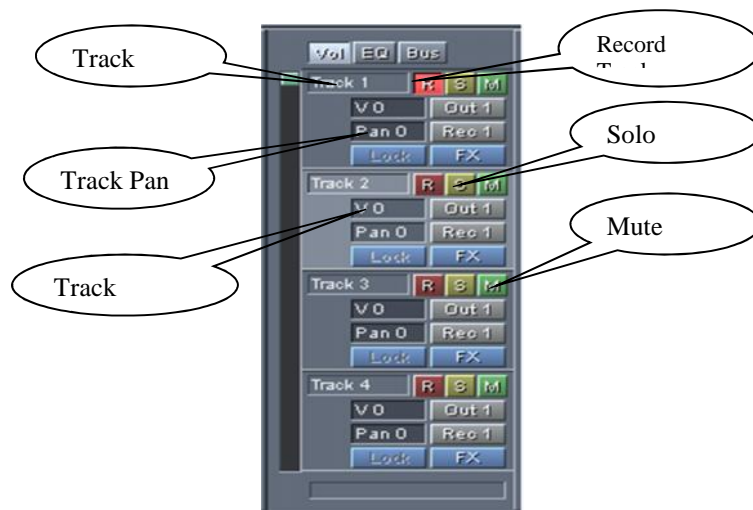 Vol EQ Bus
Track
Record
Track 1 R S M
V 0 Out 1
Pan 0 Rec 1
Lock FX
Track Pan
Solo
Track 2 R S M
V 0 Out 1
Pan 0 Rec 1
Lock FX
Track
Mute
Track 3 R S M
V 0 Out 1
Pan 0 Rec 1
Lock FX
Track 4 R S M
V 0 Out 1
Pan 0 Rec 1
Lock FX